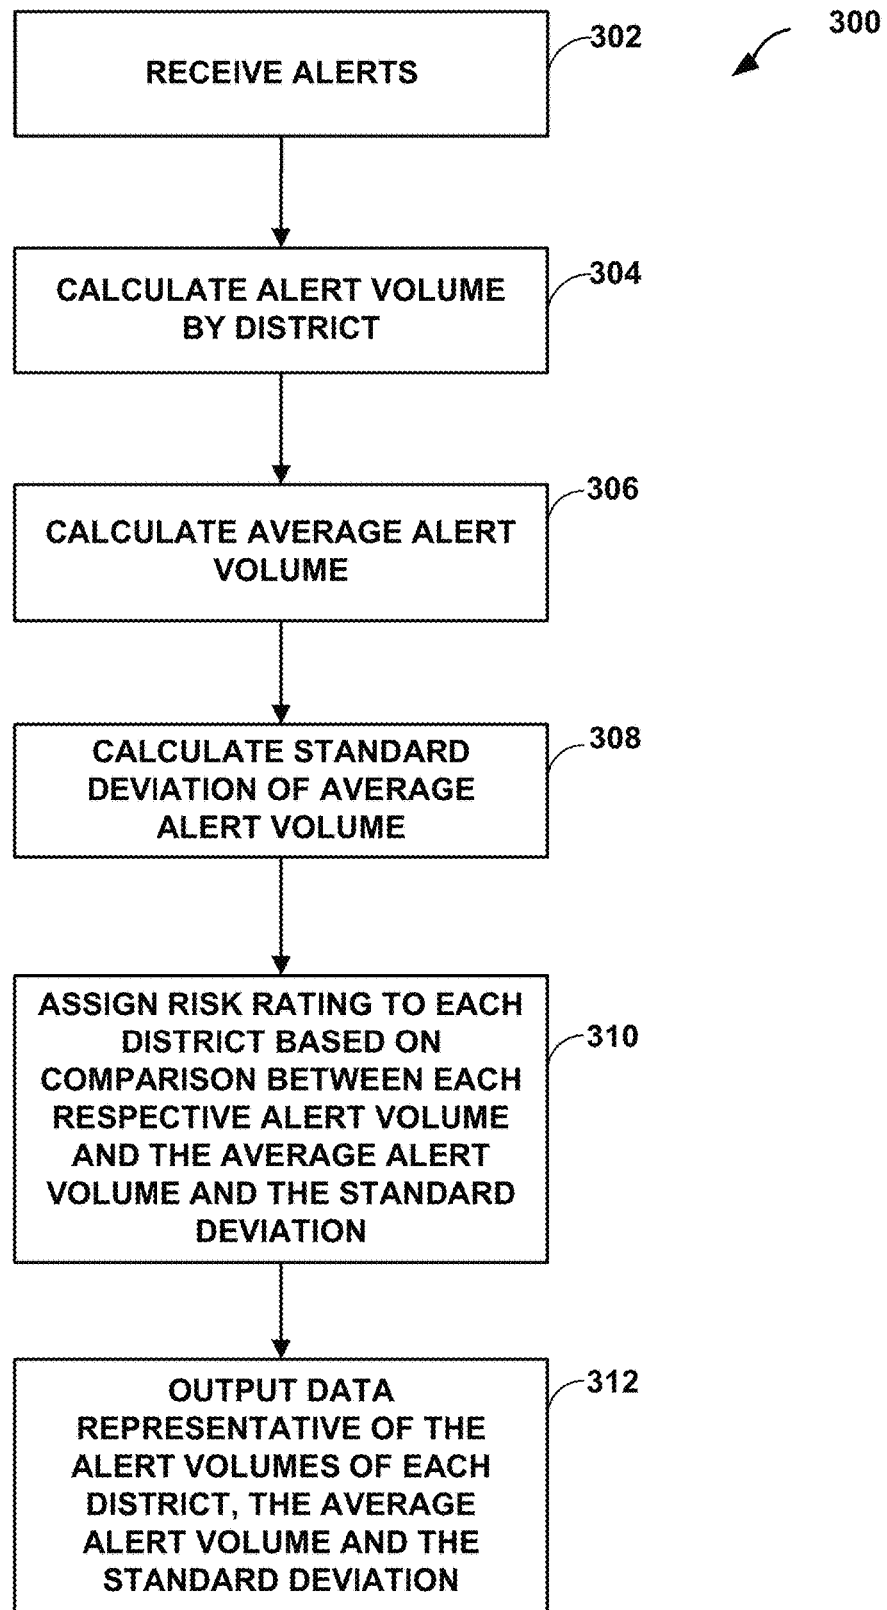 300
RECEIVE ALERTS
302
CALCULATE ALERT VOLUME
BY DISTRICT
304
CALCULATE AVERAGE ALERT
VOLUME
306
CALCULATE STANDARD
DEVIATION OF AVERAGE
ALERT VOLUME
308
ASSIGN RISK RATING TO EACH
DISTRICT BASED ON
COMPARISON BETWEEN EACH
RESPECTIVE ALERT VOLUME
AND THE AVERAGE ALERT
VOLUME AND THE STANDARD
DEVIATION
310
OUTPUT DATA
REPRESENTATIVE OF THE
ALERT VOLUMES OF EACH
DISTRICT, THE AVERAGE
ALERT VOLUME AND THE
STANDARD DEVIATION
312